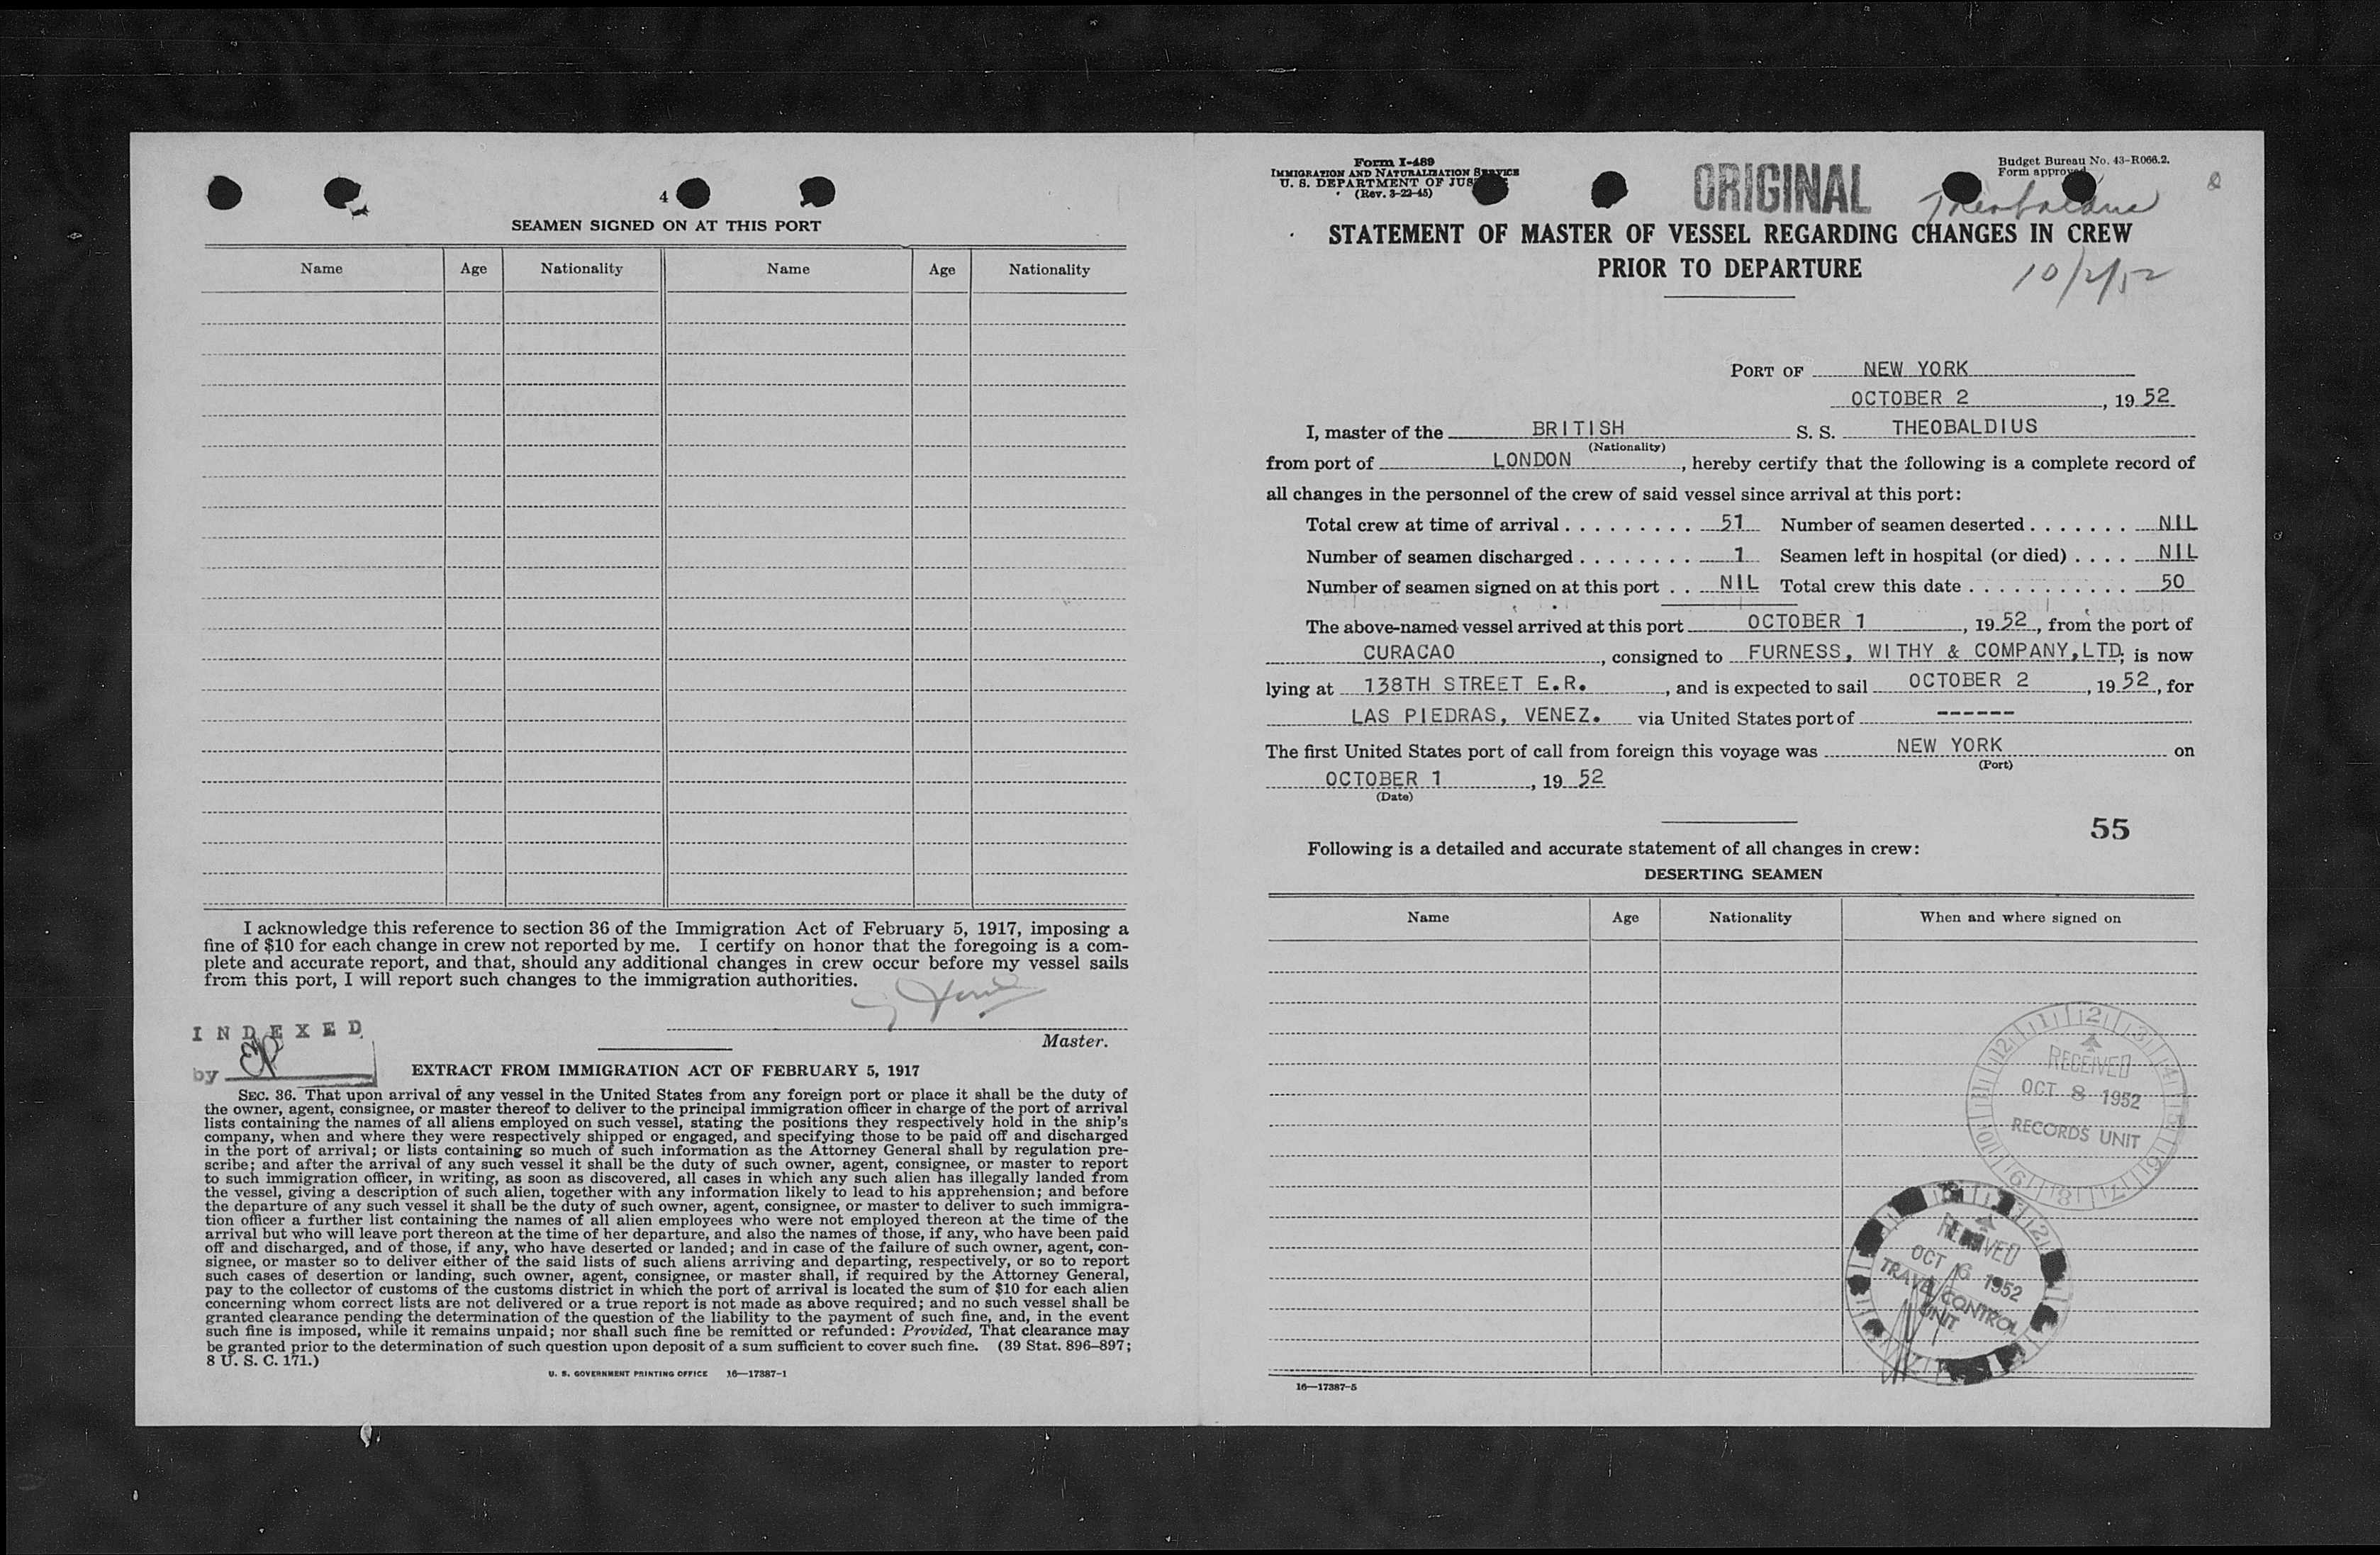 4
SEAMEN SIGNED ON AT THIS PORT
Name Age Nationality Name Age Nationality
I acknowledge this reference to section 36 of the Immigration Act of February 5, 1917, imposing a
fine of $10 for each change in crew not reported by me. I certify on honor that the foregoing is a com-
plete and accurate report, and that, should any additional changes in crew occur before my vessel sails
from this port, I will report such changes to the immigration authorities.
Master.
INDEXED
by
EXTRACT FROM IMMIGRATION ACT OF FEBRUARY 5, 1917
SEC. 36. That upon arrival of any vessel in the United States from any foreign port or place it shall be the duty of
the owner, agent, consignee, or master thereof to deliver to the principal immigration officer in charge of the port of arrival
lists containing the names of all aliens employed on such vessel, stating the positions they respectively hold in the ship's
company, when and where they were respectively shipped or engaged, and specifying those to be paid off and discharged
in the port of arrival; or lists containing so much of such information as the Attorney General shall by regulation pre-
scribe; and after the arrival of any such vessel it shall be the duty of such owner, agent, consignee, or master to report
to such immigration officer, in writing, as soon as discovered, all cases in which any such alien has illegally landed from
the vessel, giving a description of such alien, together with any information likely to lead to his apprehension; and before
the departure of any such vessel it shall be the duty of such owner, agent, consignee, or master to deliver to such immigra-
tion officer a further list containing the names of all alien employees who were not employed thereon at the time of the
arrival but who will leave port thereon at the time of her departure, and also the names of those, if any, who have been paid
off and discharged, and of those, if any, who have deserted or landed; and in case of the failure of such owner, agent, con-
signee, or master so to deliver either of the said lists of such aliens arriving and departing, respectively, or so to report
such cases of desertion or landing, such owner, agent, consignee, or master shall, if required by the Attorney General,
pay to the collector of customs of the customs district in which the port of arrival is located the sum of $10 for each alien
concerning whom correct lists are not delivered or a true report is not made as above required; and no such vessel shall be
granted clearance pending the determination of the question of the liability to the payment of such fine, and, in the event
such fine is imposed, while it remains unpaid; nor shall such fine be remitted or refunded: Provided, That clearance may
be granted prior to the determination of such question upon deposit of a sum sufficient to cover such fine. (39 Stat. 896–897;
8 U. S. C. 171.)
U. S. GOVERNMENT PRINTING OFFICE 16—17387-1
Form I-489
IMMIGRATION AND NATURALIZATION SERVICE
U. S. DEPARTMENT OF JUS
(Rev. 3-22-45)
ORIGINAL
Budget Bureau No. 43-R066.2.
Form approved
Theobaldius
STATEMENT OF MASTER OF VESSEL REGARDING CHANGES IN CREW
PRIOR TO DEPARTURE
10/2/52
PORT OF NEW YORK
OCTOBER 2, 1952
I, master of the BRITISH S. S. THEOBALDIUS
(Nationality)
from port of LONDON, hereby certify that the following is a complete record of
all changes in the personnel of the crew of said vessel since arrival at this port:
Total crew at time of arrival . . . . . . . . . 51 Number of seamen deserted . . . . . . . NIL
Number of seamen discharged . . . . . . . . 1 Seamen left in hospital (or died) . . . . NIL
Number of seamen signed on at this port . . NIL Total crew this date . . . . . . . . . . . 50
The above-named vessel arrived at this port OCTOBER 1, 1952, from the port of
CURACAO, consigned to FURNESS, WITHY & COMPANY, LTD; is now
lying at 138TH STREET E.R., and is expected to sail OCTOBER 2, 1952, for
LAS PIEDRAS, VENEZ. via United States port of ------
The first United States port of call from foreign this voyage was NEW YORK on
(Port)
OCTOBER 1, 1952
(Date)
55
Following is a detailed and accurate statement of all changes in crew:
DESERTING SEAMEN
Name Age Nationality When and where signed on
RECEIVED
OCT 8 1952
RECORDS UNIT
RECEIVED
OCT 6 1952
TRAVEL CONTROL
UNIT
16—17387-5